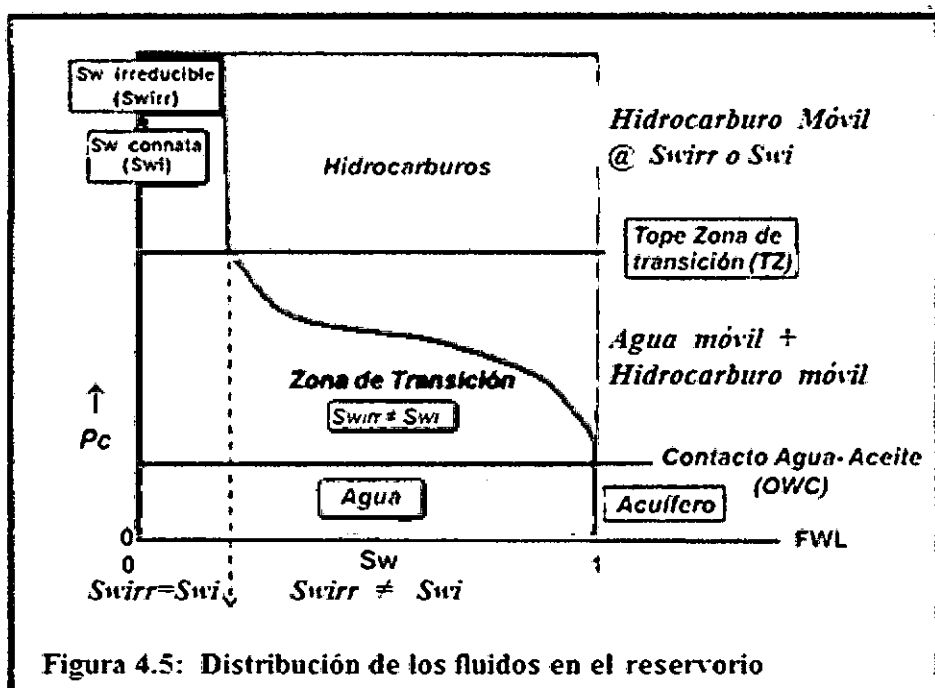 Sw irreducible
(Swirr)
Sw connata
(Swi)
Hidrocarburos
Hidrocarburo Móvil
@ Swirr o Swi
Tope Zona de
transición (TZ)
Agua móvil +
Hidrocarburo móvil
Zona de Transición
Swirr ≠ Swi
↑
Pc
Contacto Agua-Aceite
(OWC)
Agua
Acuífero
0
FWL
0
Sw
1
Swirr=Swi
Swirr ≠ Swi
Figura 4.5: Distribución de los fluidos en el reservorio